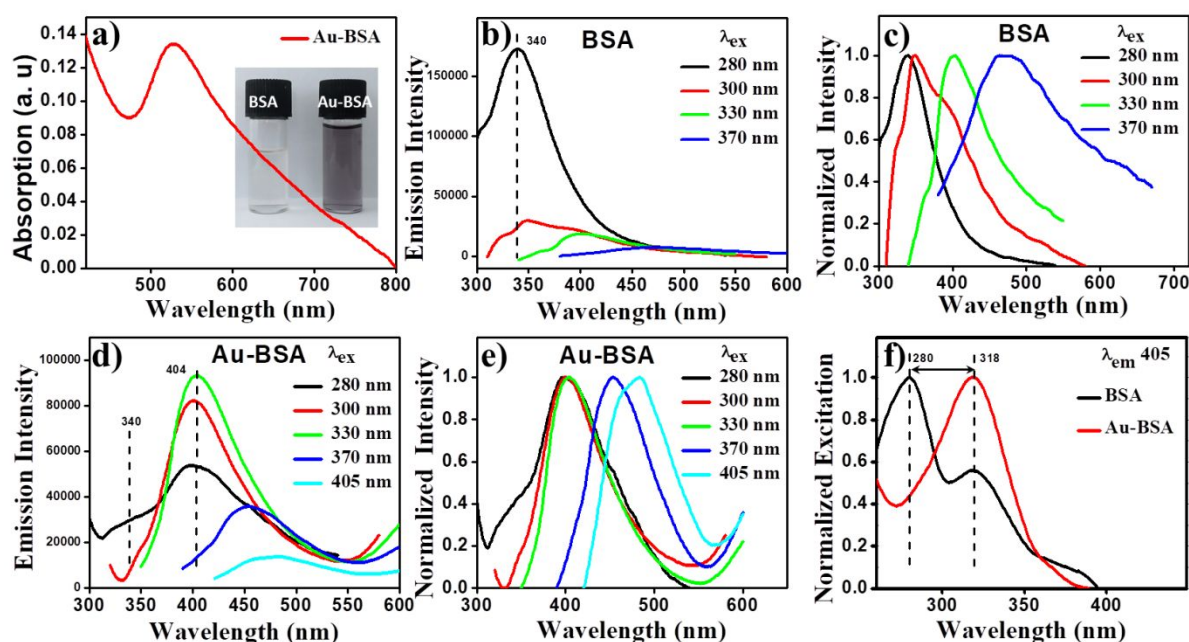 a)
Au-BSA
BSA
Au-BSA
0.14
0.12
0.10
0.08
0.06
0.04
0.02
0.00
500 600 700 800
Absorption (a. u)
Wavelength (nm)
b)
BSA
340
λex
280 nm
300 nm
330 nm
370 nm
150000
100000
50000
0
300 350 400 450 500 550 600
Emission Intensity
Wavelength (nm)
c)
BSA
λex
280 nm
300 nm
330 nm
370 nm
1.0
0.8
0.6
0.4
0.2
0.0
300 400 500 600 700
Normalized Intensity
Wavelength (nm)
d)
Au-BSA
λex
404
340
280 nm
300 nm
330 nm
370 nm
405 nm
100000
80000
60000
40000
20000
0
300 350 400 450 500 550 600
Emission Intensity
Wavelength (nm)
e)
Au-BSA
λex
280 nm
300 nm
330 nm
370 nm
405 nm
1.0
0.8
0.6
0.4
0.2
0.0
300 400 500 600
Normalized Intensity
Wavelength (nm)
f)
280
318
λem 405
BSA
Au-BSA
1.0
0.8
0.6
0.4
0.2
0.0
300 350 400
Normalized Excitation
Wavelength (nm)